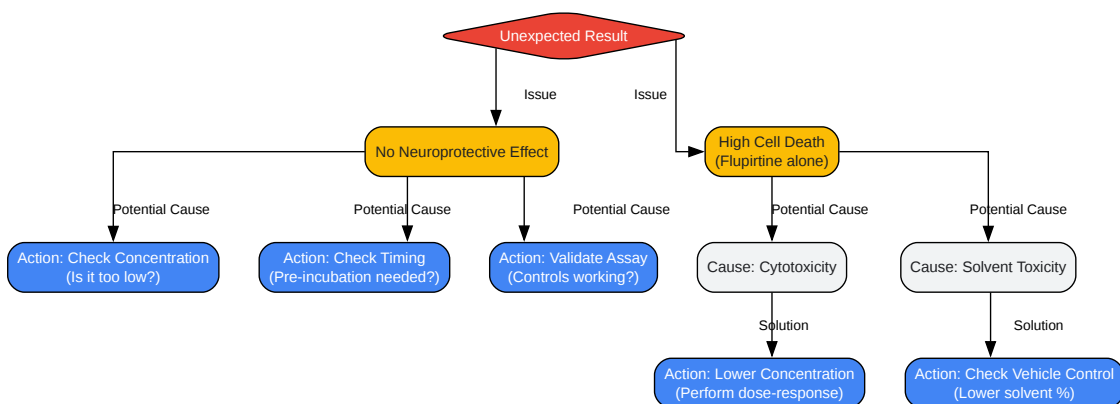 Unexpected Result
Issue
Issue
No Neuroprotective Effect
High Cell Death
(Flupirtine alone)
Potential Cause
Potential Cause
Potential Cause
Potential Cause
Potential Cause
Action: Check Concentration
(Is it too low?)
Action: Check Timing
(Pre-incubation needed?)
Action: Validate Assay
(Controls working?)
Cause: Cytotoxicity
Cause: Solvent Toxicity
Solution
Solution
Action: Lower Concentration
(Perform dose-response)
Action: Check Vehicle Control
(Lower solvent %)